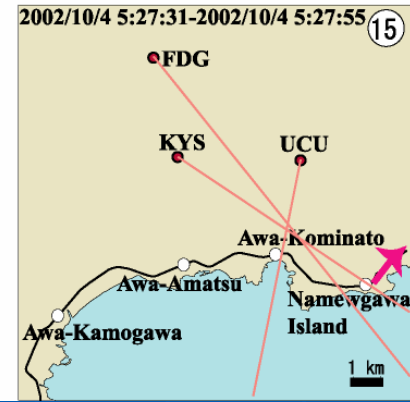 2002/10/4 5:27:31-2002/10/4 5:27:55
15
FDG
KYS
UCU
Awa-Kominato
Awa-Amatsu
Namewgawa
Island
Awa-Kamogawa
1 km